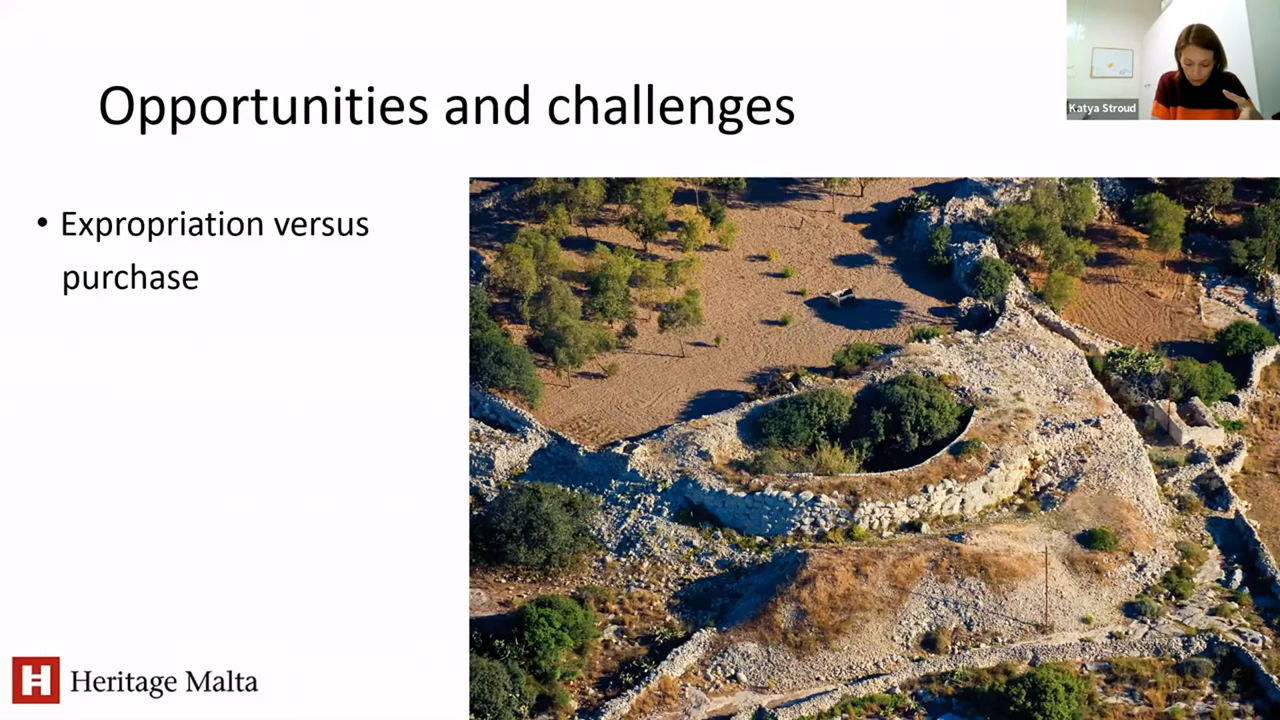 Opportunities and challenges
Katya Stroud
• Expropriation versus
purchase
H Heritage Malta